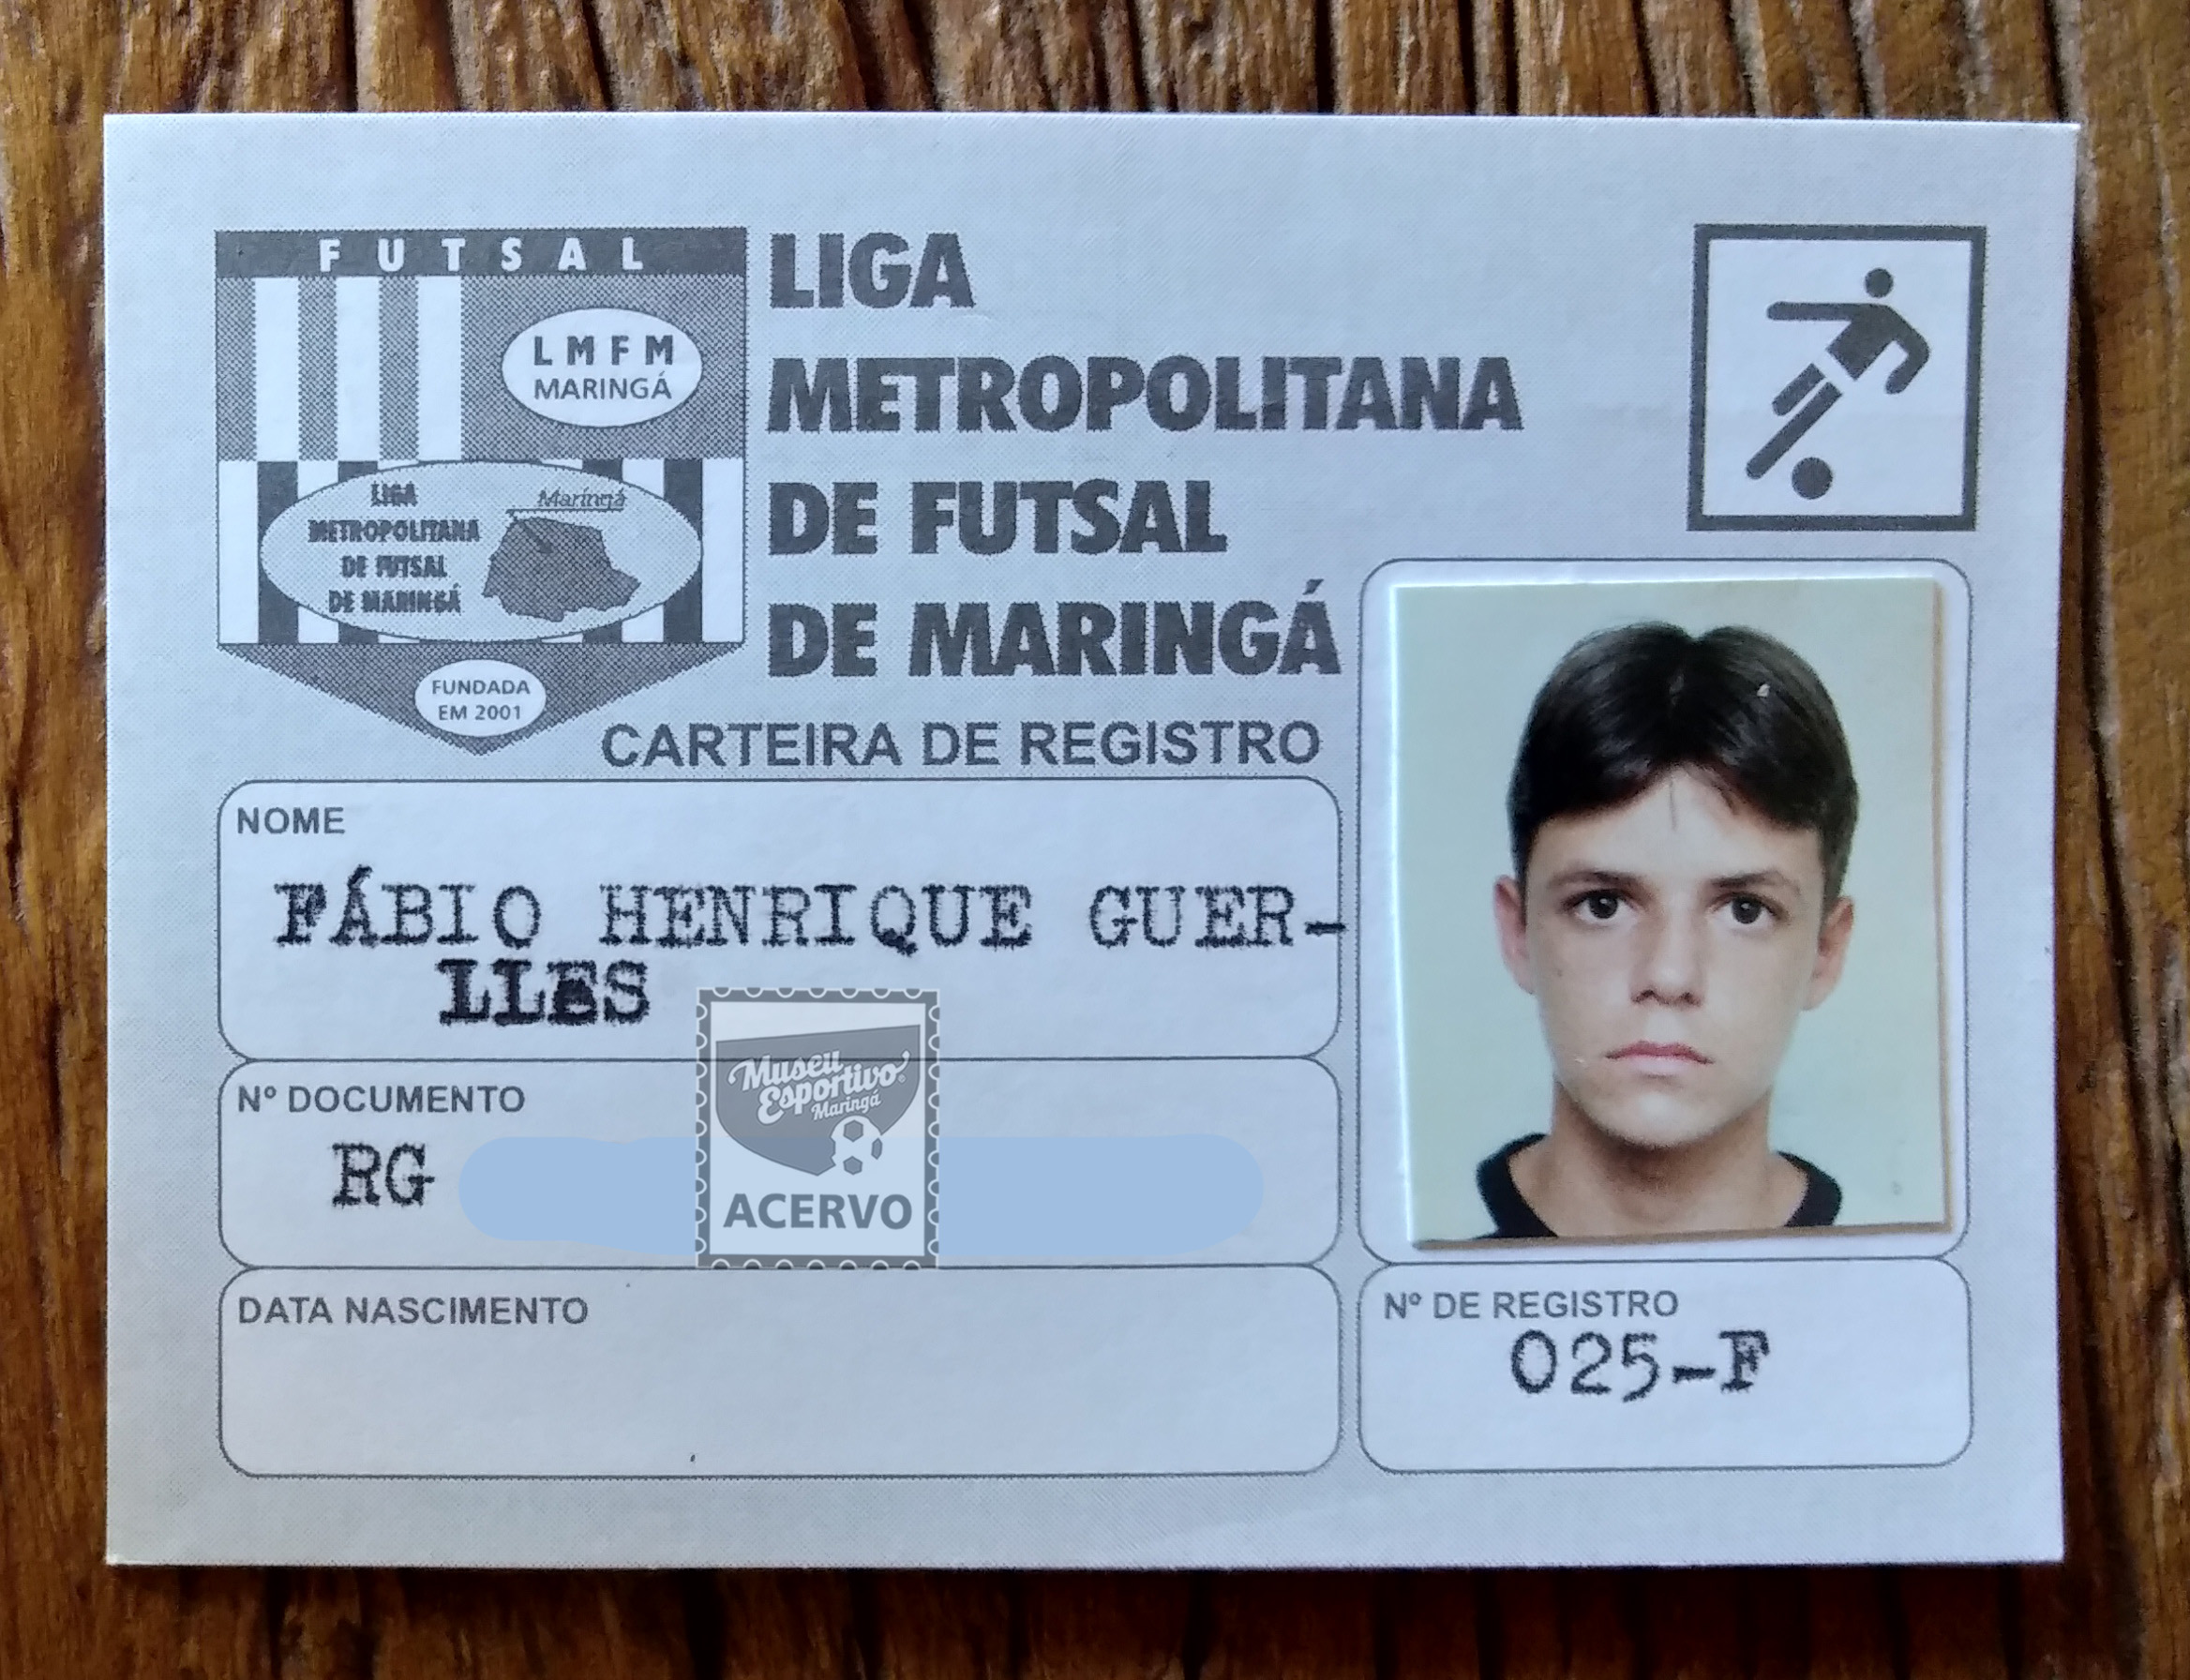 FUTSAL
LMFM
MARINGÁ
LIGA
METROPOLITANA
DE FUTSAL
DE MARINGÁ
Maringá
FUNDADA
EM 2001
LIGA
METROPOLITANA
DE FUTSAL
DE MARINGÁ
CARTEIRA DE REGISTRO
NOME
FÁBIO HENRIQUE GUER-
LLES
Nº DOCUMENTO
RG
Museu
Esportivo
Maringá
ACERVO
DATA NASCIMENTO
Nº DE REGISTRO
025-F